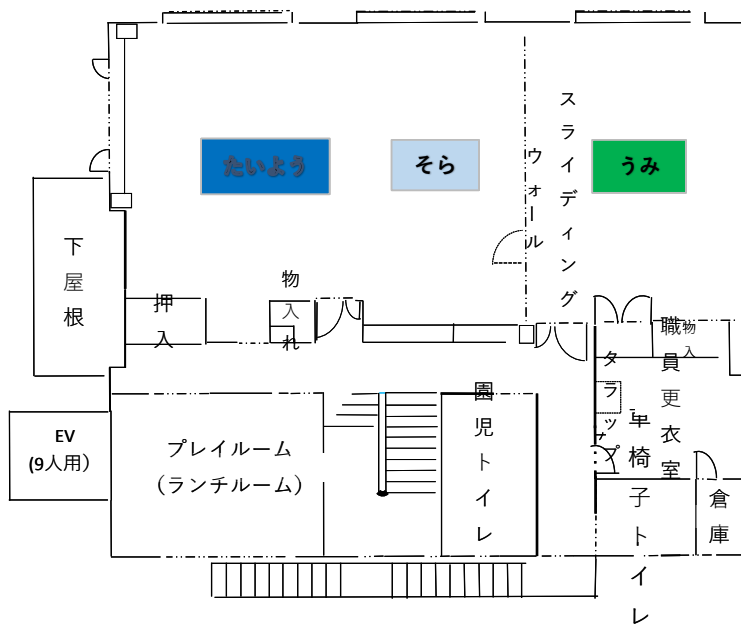 たいよう
そら
うみ
スライディング
ウォール
下屋根
押入
物入れ
職員更衣室
物入
タラップ
EV
(9人用)
プレイルーム
(ランチルーム)
園児トイレ
車椅子トイレ
倉庫